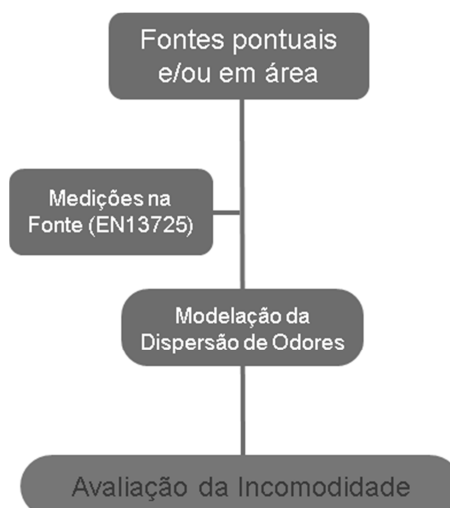 Fontes pontuais
e/ou em área
Medições na
Fonte (EN13725)
Modelação da
Dispersão de Odores
Avaliação da Incomodidade